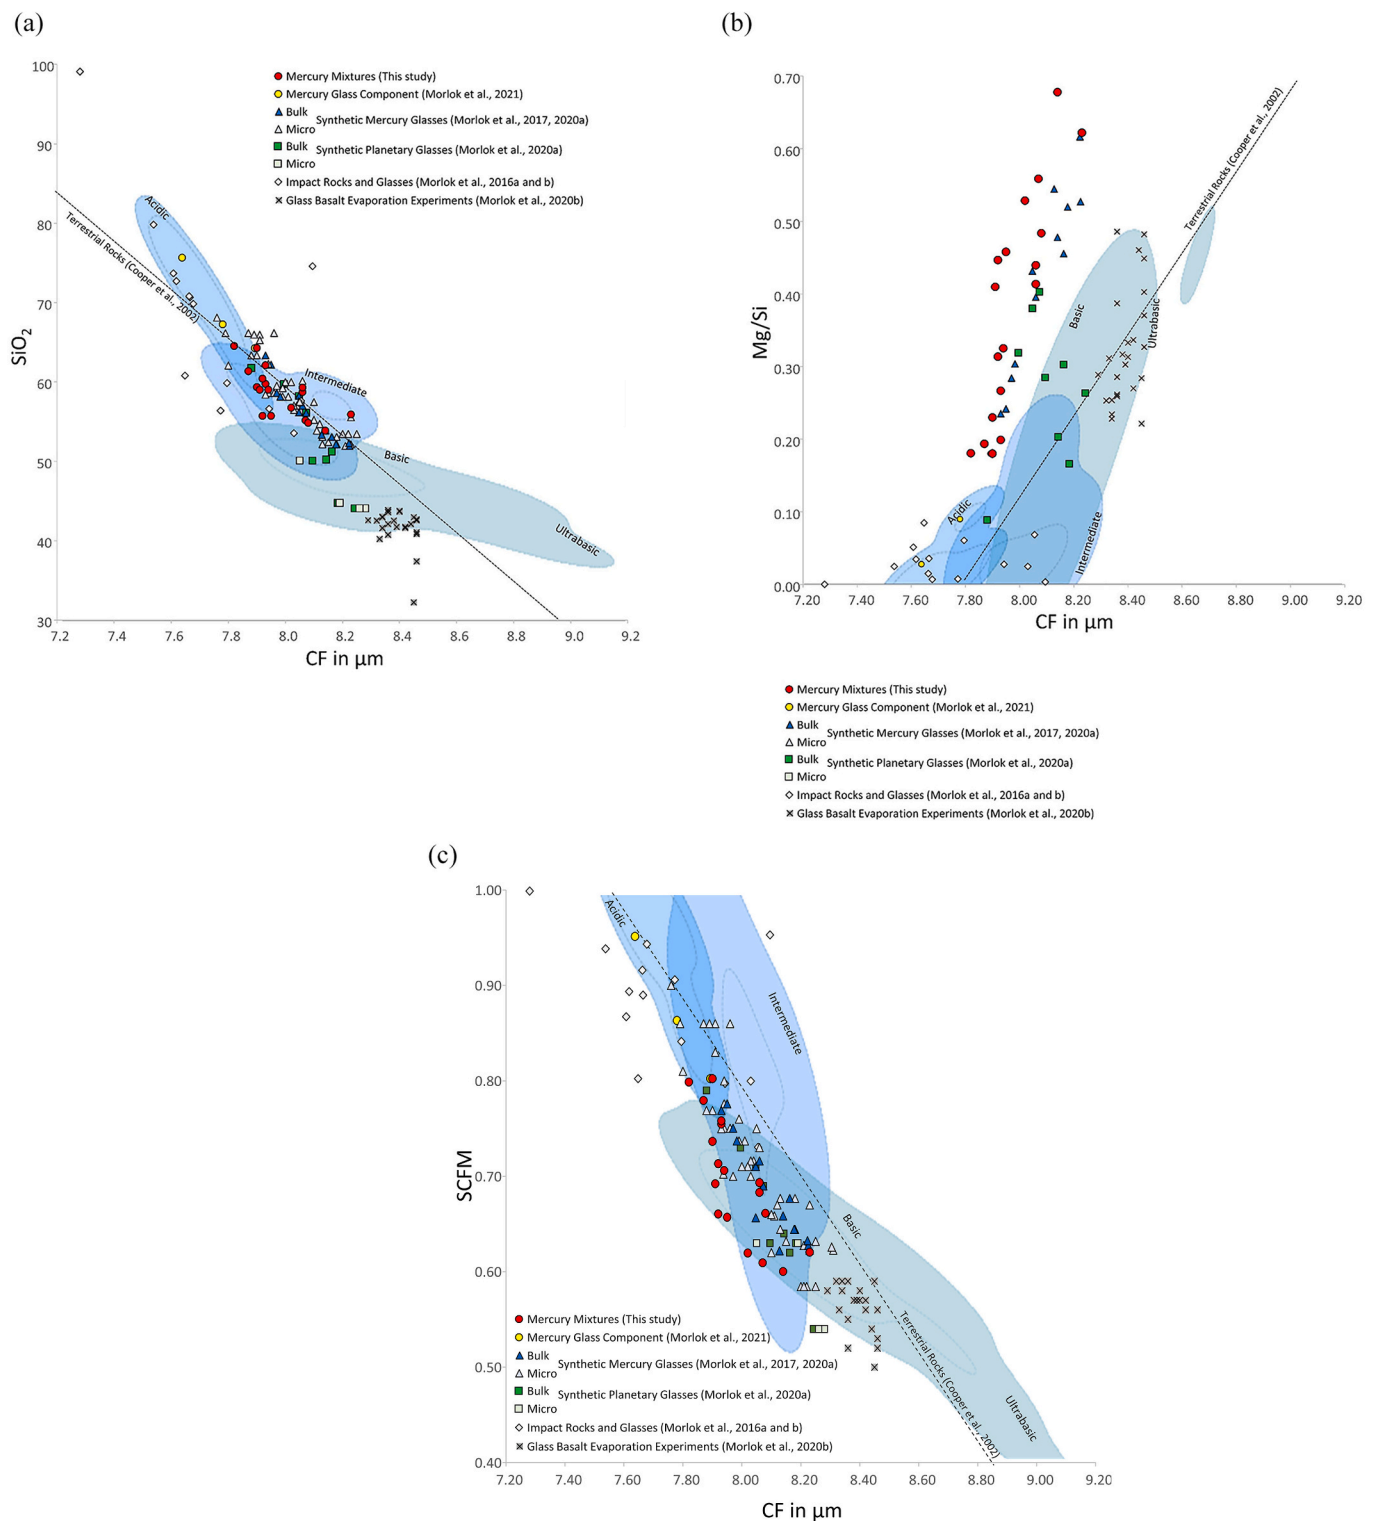 (a)
100
90
80
70
60
50
40
30
SiO2
7.2 7.4 7.6 7.8 8.0 8.2 8.4 8.6 8.8 9.0 9.2
CF in µm
Mercury Mixtures (This study)
Mercury Glass Component (Morlok et al., 2021)
Bulk
Synthetic Mercury Glasses (Morlok et al., 2017, 2020a)
Micro
Bulk
Synthetic Planetary Glasses (Morlok et al., 2020a)
Micro
Impact Rocks and Glasses (Morlok et al., 2016a and b)
Glass Basalt Evaporation Experiments (Morlok et al., 2020b)
Acidic
Terrestrial Rocks (Cooper et al., 2002)
Intermediate
Basic
Ultrabasic
(b)
0.70
0.60
0.50
0.40
0.30
0.20
0.10
0.00
Mg/Si
7.20 7.40 7.60 7.80 8.00 8.20 8.40 8.60 8.80 9.00 9.20
CF in µm
Terrestrial Rocks (Cooper et al., 2002)
Basic
Ultrabasic
Acidic
Intermediate
Mercury Mixtures (This study)
Mercury Glass Component (Morlok et al., 2021)
Bulk
Synthetic Mercury Glasses (Morlok et al., 2017, 2020a)
Micro
Bulk
Synthetic Planetary Glasses (Morlok et al., 2020a)
Micro
Impact Rocks and Glasses (Morlok et al., 2016a and b)
Glass Basalt Evaporation Experiments (Morlok et al., 2020b)
(c)
1.00
0.90
0.80
0.70
0.60
0.50
0.40
SCFM
7.20 7.40 7.60 7.80 8.00 8.20 8.40 8.60 8.80 9.00 9.20
CF in µm
Acidic
Intermediate
Basic
Terrestrial Rocks (Cooper et al., 2002)
Ultrabasic
Mercury Mixtures (This study)
Mercury Glass Component (Morlok et al., 2021)
Bulk
Synthetic Mercury Glasses (Morlok et al., 2017, 2020a)
Micro
Bulk
Synthetic Planetary Glasses (Morlok et al., 2020a)
Micro
Impact Rocks and Glasses (Morlok et al., 2016a and b)
Glass Basalt Evaporation Experiments (Morlok et al., 2020b)